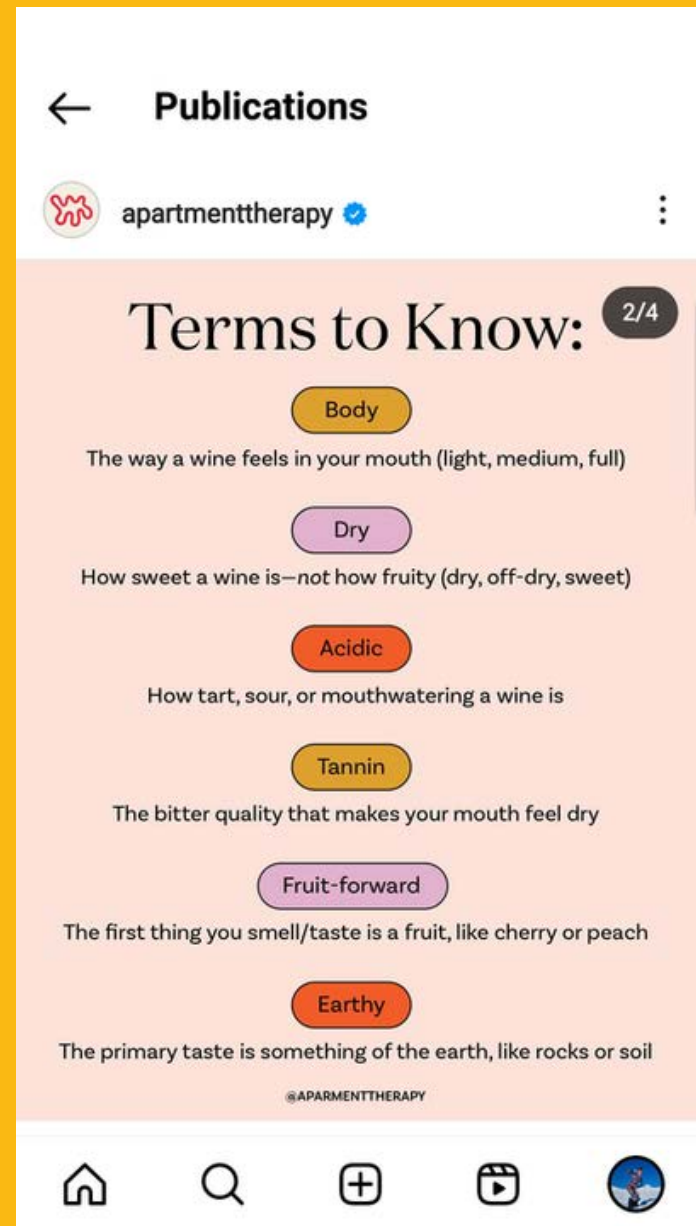 Publications
apartmenttherapy
Terms to Know:
2/4
Body
The way a wine feels in your mouth (light, medium, full)
Dry
How sweet a wine is—not how fruity (dry, off-dry, sweet)
Acidic
How tart, sour, or mouthwatering a wine is
Tannin
The bitter quality that makes your mouth feel dry
Fruit-forward
The first thing you smell/taste is a fruit, like cherry or peach
Earthy
The primary taste is something of the earth, like rocks or soil
@APARMENTTHERAPY